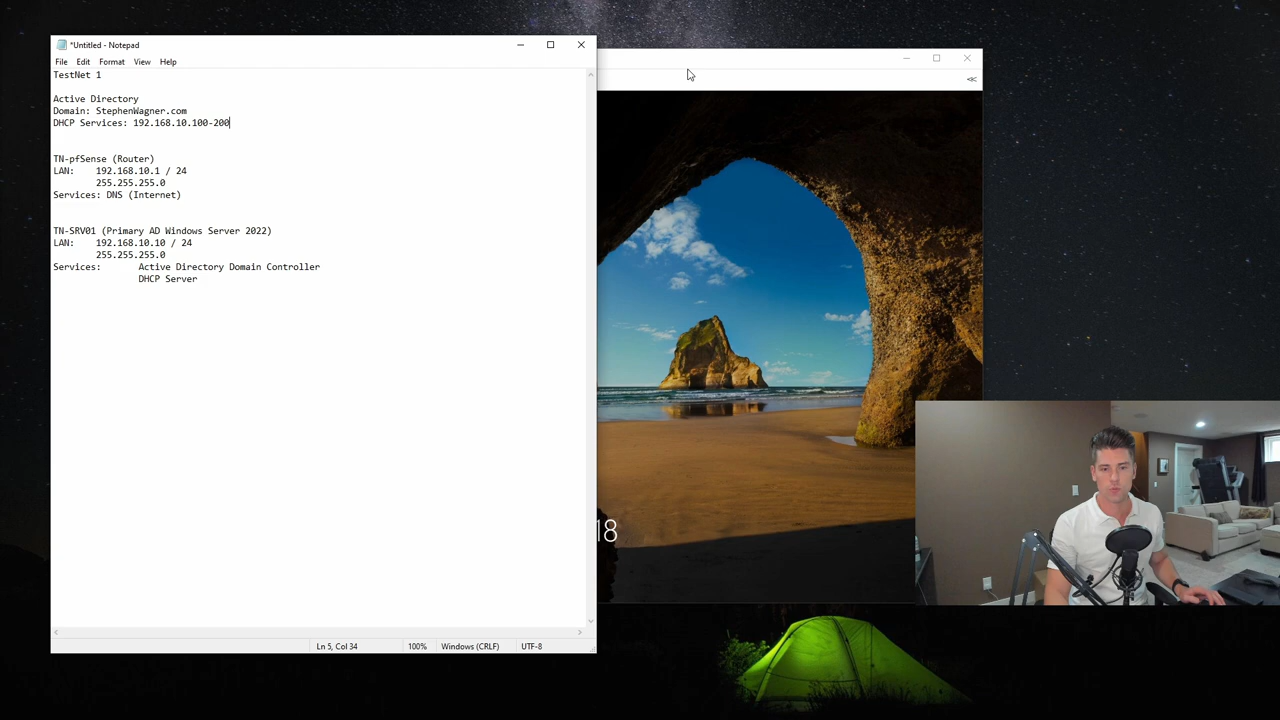 *Untitled - Notepad
File Edit Format View Help
TestNet 1
Active Directory
Domain: StephenWagner.com
DHCP Services: 192.168.10.100-200
TN-pfSense (Router)
LAN: 192.168.10.1 / 24
255.255.255.0
Services: DNS (Internet)
TN-SRV01 (Primary AD Windows Server 2022)
LAN: 192.168.10.10 / 24
255.255.255.0
Services: Active Directory Domain Controller
DHCP Server
18
Ln 5, Col 34 100% Windows (CRLF) UTF-8